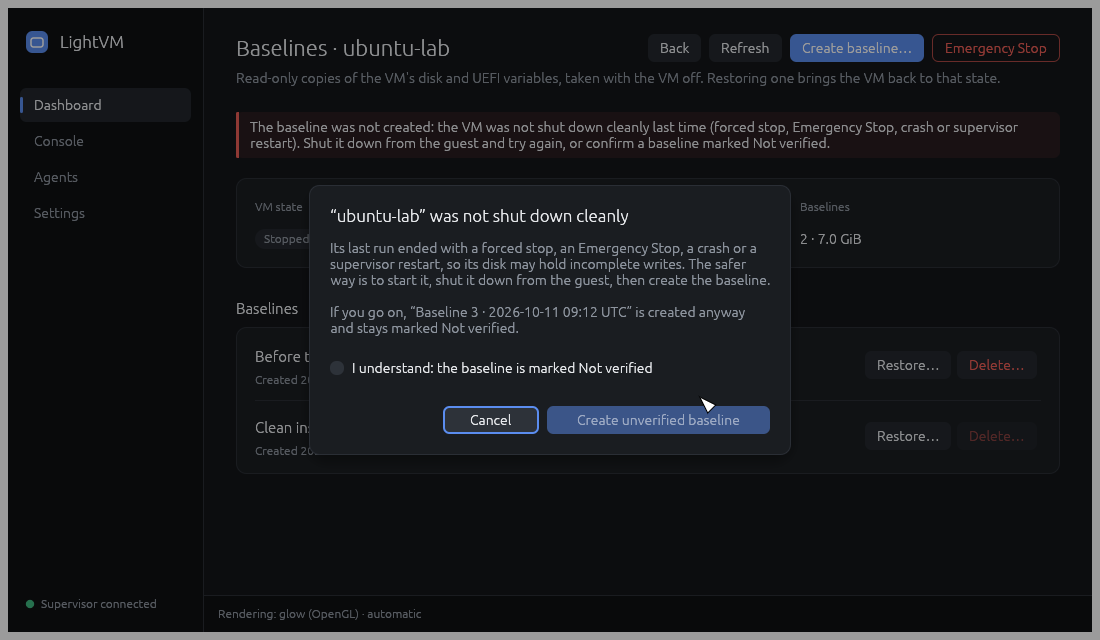 LightVM
Dashboard
Console
Agents
Settings
Supervisor connected
Baselines · ubuntu-lab
Back
Refresh
Create baseline…
Emergency Stop
Read-only copies of the VM's disk and UEFI variables, taken with the VM off. Restoring one brings the VM back to that state.
The baseline was not created: the VM was not shut down cleanly last time (forced stop, Emergency Stop, crash or supervisor
restart). Shut it down from the guest and try again, or confirm a baseline marked Not verified.
VM state
Stopped
Baselines
2 · 7.0 GiB
“ubuntu-lab” was not shut down cleanly
Its last run ended with a forced stop, an Emergency Stop, a crash or a
supervisor restart, so its disk may hold incomplete writes. The safer
way is to start it, shut it down from the guest, then create the baseline.
If you go on, “Baseline 3 · 2026-10-11 09:12 UTC” is created anyway
and stays marked Not verified.
I understand: the baseline is marked Not verified
Cancel
Create unverified baseline
Baselines
Before
Created
Restore…
Delete…
Clean
Created
Restore…
Delete…
Rendering: glow (OpenGL) · automatic